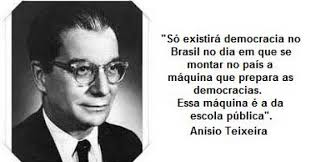 "Só existirá democracia no
Brasil no dia em que se
montar no país a
máquina que prepara as
democracias.
Essa máquina é a da
escola pública".
Anísio Teixeira